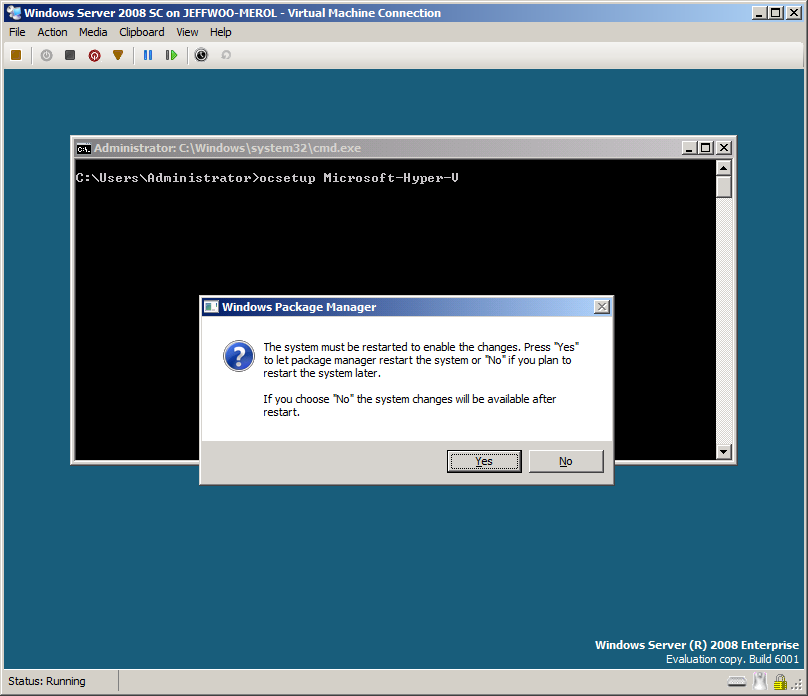 Windows Server 2008 SC on JEFFWOO-MEROL - Virtual Machine Connection
File Action Media Clipboard View Help
Administrator: C:\Windows\system32\cmd.exe
C:\Users\Administrator>ocsetup Microsoft-Hyper-V
Windows Package Manager
The system must be restarted to enable the changes. Press "Yes"
to let package manager restart the system or "No" if you plan to
restart the system later.
If you choose "No" the system changes will be available after
restart.
Yes No
Windows Server (R) 2008 Enterprise
Evaluation copy. Build 6001
Status: Running